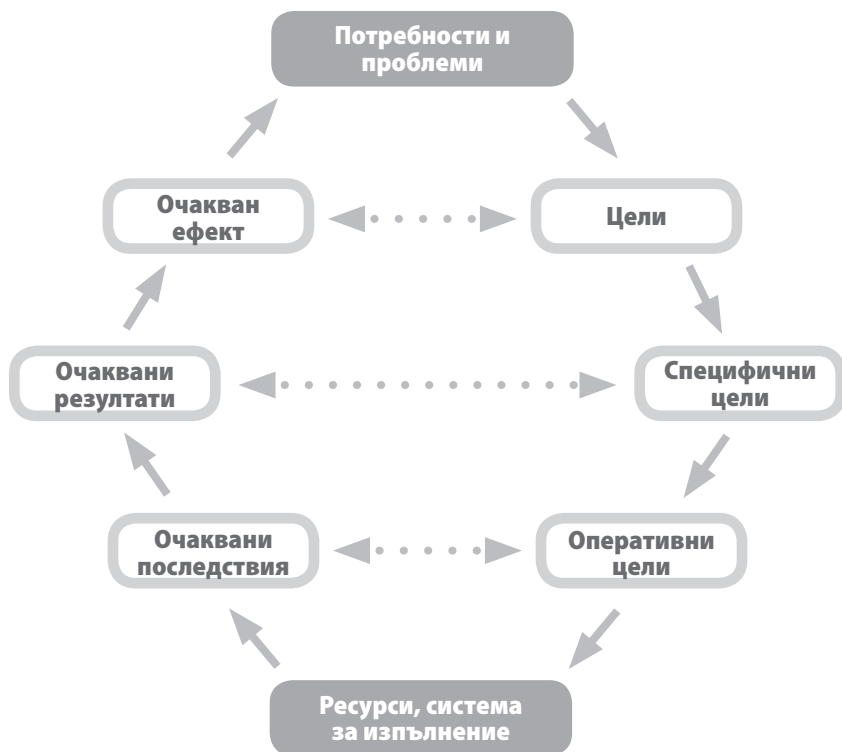 Потребности и
проблеми
Очакван
ефект
Цели
Очаквани
резултати
Специфични
цели
Очаквани
последствия
Оперативни
цели
Ресурси, система
за изпълнение